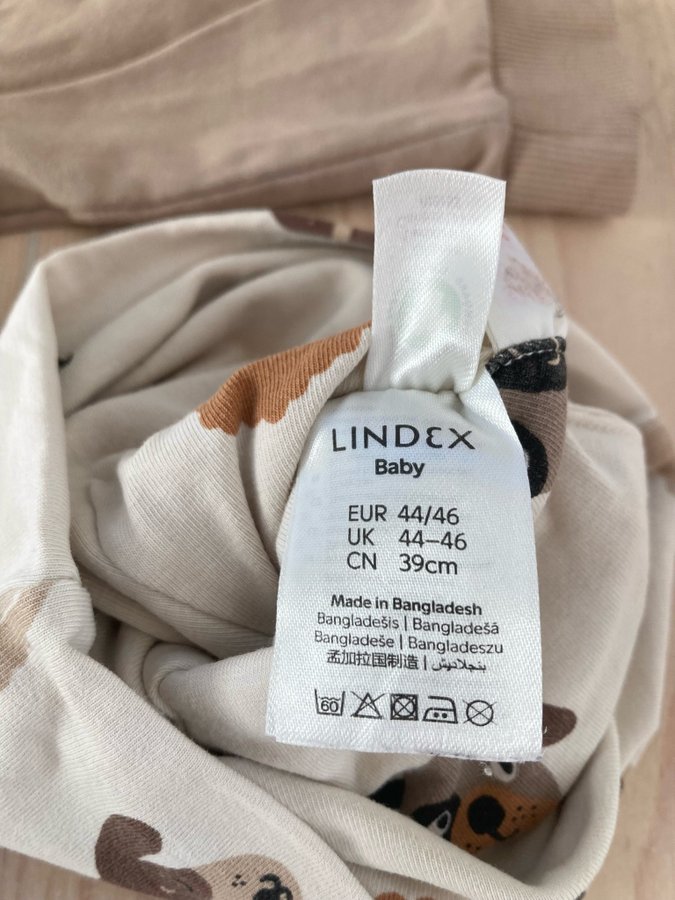 LINDEX
Baby
EUR 44/46
UK 44–46
CN 39cm
Made in Bangladesh
Bangladešis | Bangladešā
Bangladeše | Bangladeszu
孟加拉国制造 | بنجلاديش
60